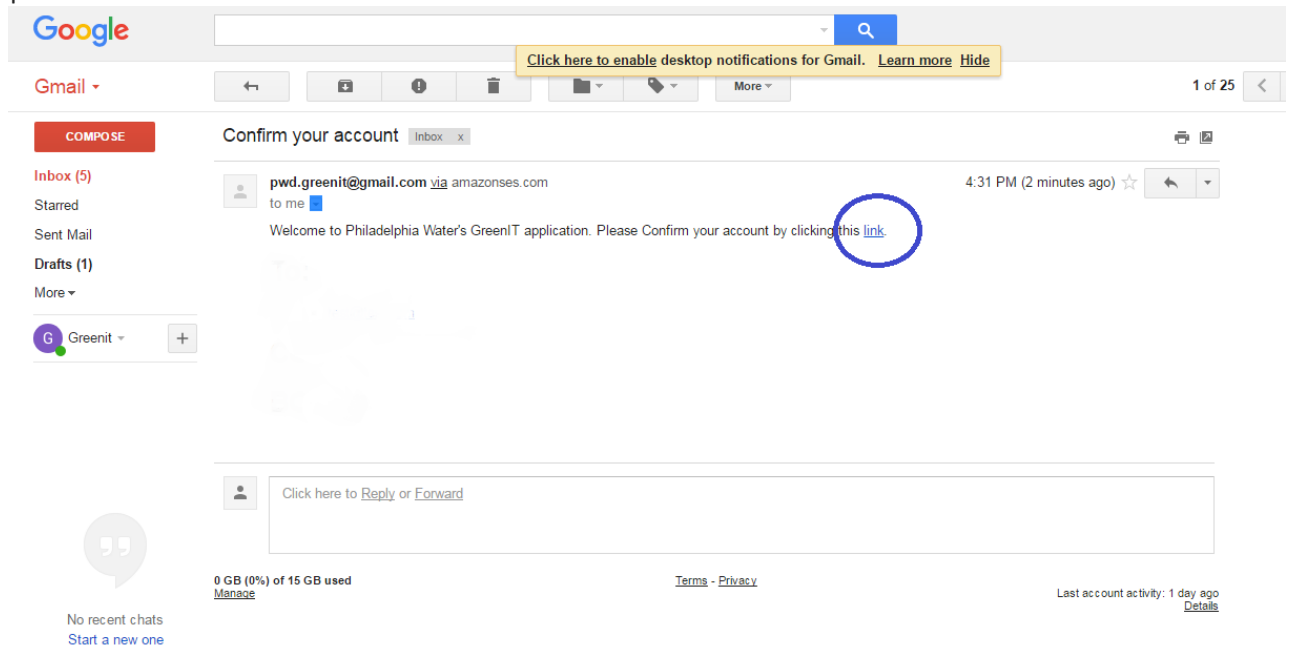 Google
Click here to enable desktop notifications for Gmail. Learn more Hide
Gmail
More
1 of 25
COMPOSE
Confirm your account Inbox x
Inbox (5)
Starred
Sent Mail
Drafts (1)
More
G Greenit
+
pwd.greenit@gmail.com via amazonses.com
4:31 PM (2 minutes ago)
to me
Welcome to Philadelphia Water's GreenIT application. Please Confirm your account by clicking this link.
Click here to Reply or Forward
0 GB (0%) of 15 GB used
Manage
Terms - Privacy
Last account activity: 1 day ago
Details
No recent chats
Start a new one